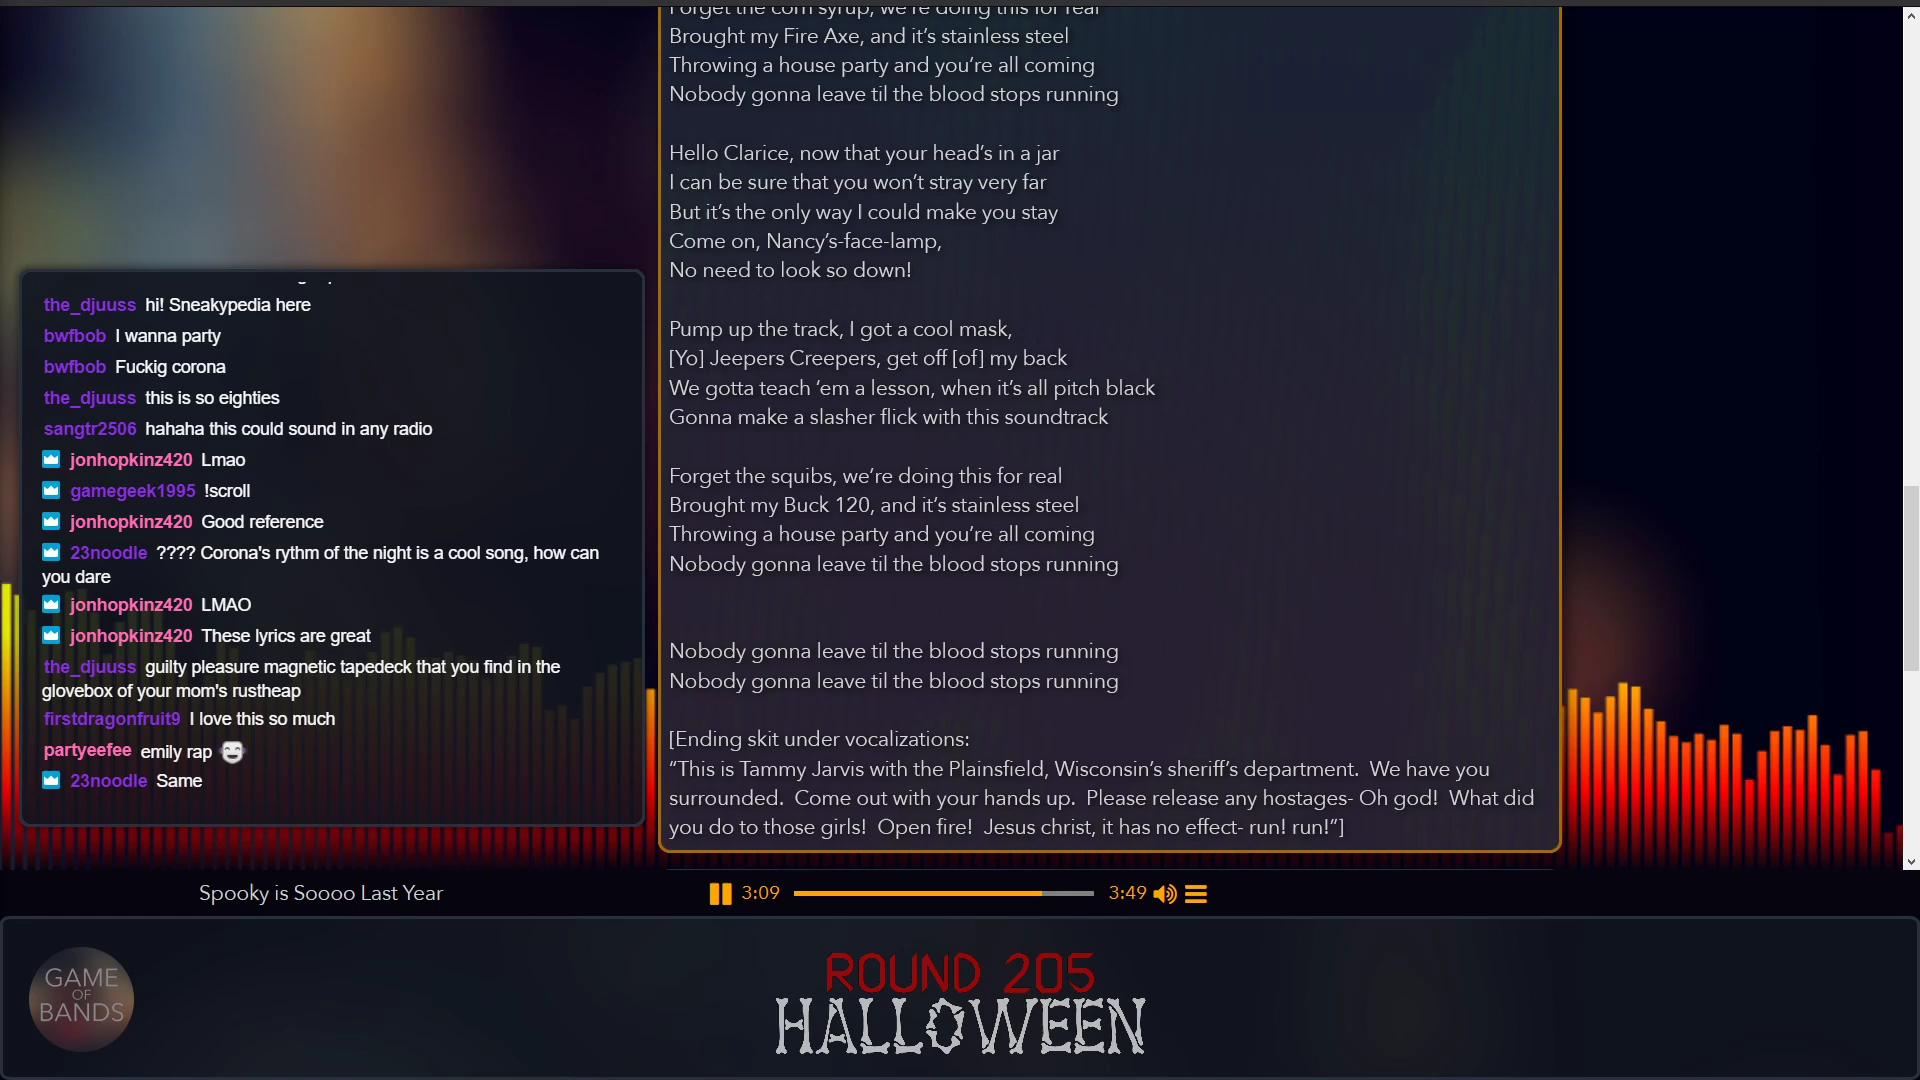 Forget the corn syrup, we're doing this for real
Brought my Fire Axe, and it's stainless steel
Throwing a house party and you're all coming
Nobody gonna leave til the blood stops running
Hello Clarice, now that your head's in a jar
I can be sure that you won't stray very far
But it's the only way I could make you stay
Come on, Nancy's-face-lamp,
No need to look so down!
Pump up the track, I got a cool mask,
[Yo] Jeepers Creepers, get off [of] my back
We gotta teach ‘em a lesson, when it's all pitch black
Gonna make a slasher flick with this soundtrack
Forget the squibs, we're doing this for real
Brought my Buck 120, and it's stainless steel
Throwing a house party and you're all coming
Nobody gonna leave til the blood stops running
Nobody gonna leave til the blood stops running
Nobody gonna leave til the blood stops running
[Ending skit under vocalizations:
“This is Tammy Jarvis with the Plainsfield, Wisconsin's sheriff's department.  We have you
surrounded.  Come out with your hands up.  Please release any hostages- Oh god!  What did
you do to those girls!  Open fire!  Jesus christ, it has no effect- run! run!”]
the_djuuss hi! Sneakypedia here
bwfbob I wanna party
bwfbob Fuckig corona
the_djuuss this is so eighties
sangtr2506 hahaha this could sound in any radio
jonhopkinz420 Lmao
gamegeek1995 !scroll
jonhopkinz420 Good reference
23noodle ???? Corona's rythm of the night is a cool song, how can
you dare
jonhopkinz420 LMAO
jonhopkinz420 These lyrics are great
the_djuuss guilty pleasure magnetic tapedeck that you find in the
glovebox of your mom's rustheap
firstdragonfruit9 I love this so much
partyeefee emily rap
23noodle Same
Spooky is Soooo Last Year
3:09
3:49
GAME
OF
BANDS
ROUND 205
HALLOWEEN